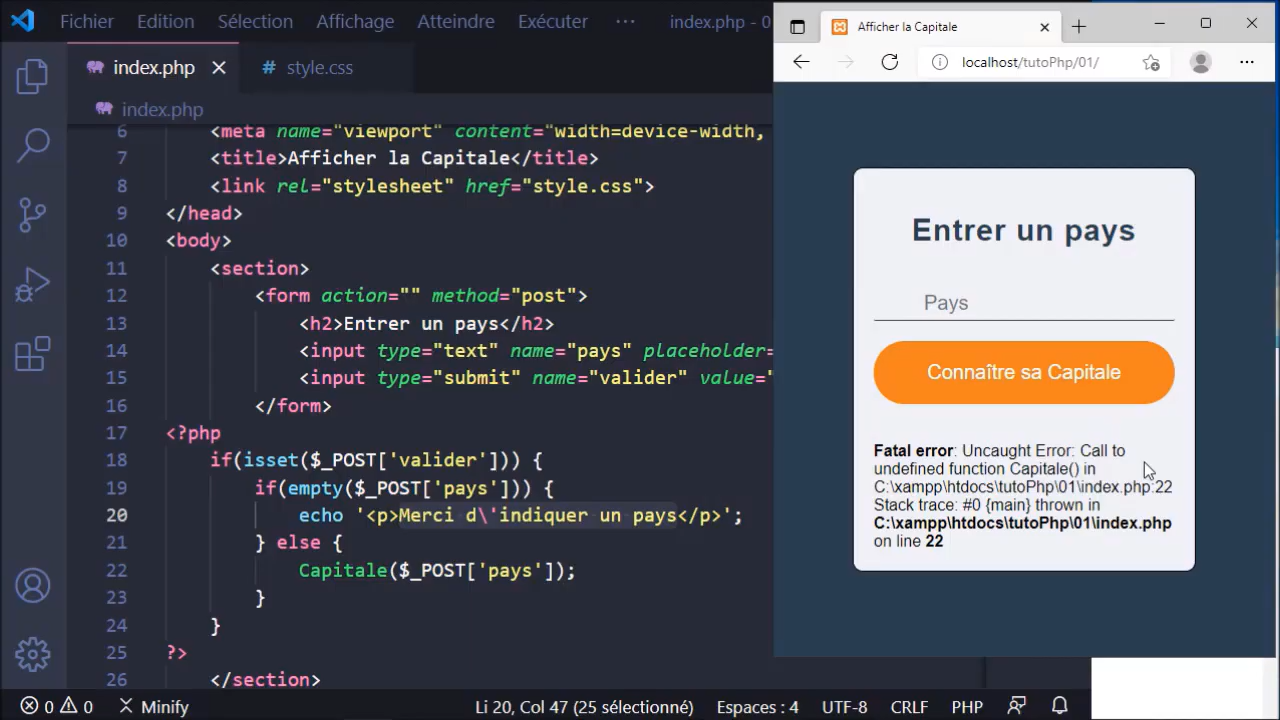 Fichier Edition Sélection Affichage Atteindre Exécuter ··· index.php - 0
index.php
style.css
index.php
6 <meta name="viewport" content="width=device-width,
7 <title>Afficher la Capitale</title>
8 <link rel="stylesheet" href="style.css">
9 </head>
10 <body>
11 <section>
12 <form action="" method="post">
13 <h2>Entrer un pays</h2>
14 <input type="text" name="pays" placeholder=
15 <input type="submit" name="valider" value="
16 </form>
17 <?php
18 if(isset($_POST['valider'])) {
19 if(empty($_POST['pays'])) {
20 echo '<p>Merci d\'indiquer un pays</p>';
21 } else {
22 Capitale($_POST['pays']);
23 }
24 }
25 ?>
26 </section>
0 0 Minify Li 20, Col 47 (25 sélectionné) Espaces : 4 UTF-8 CRLF PHP
Afficher la Capitale
localhost/tutoPhp/01/
Entrer un pays
Pays
Connaître sa Capitale
Fatal error: Uncaught Error: Call to
undefined function Capitale() in
C:\xampp\htdocs\tutoPhp\01\index.php:22
Stack trace: #0 {main} thrown in
C:\xampp\htdocs\tutoPhp\01\index.php
on line 22